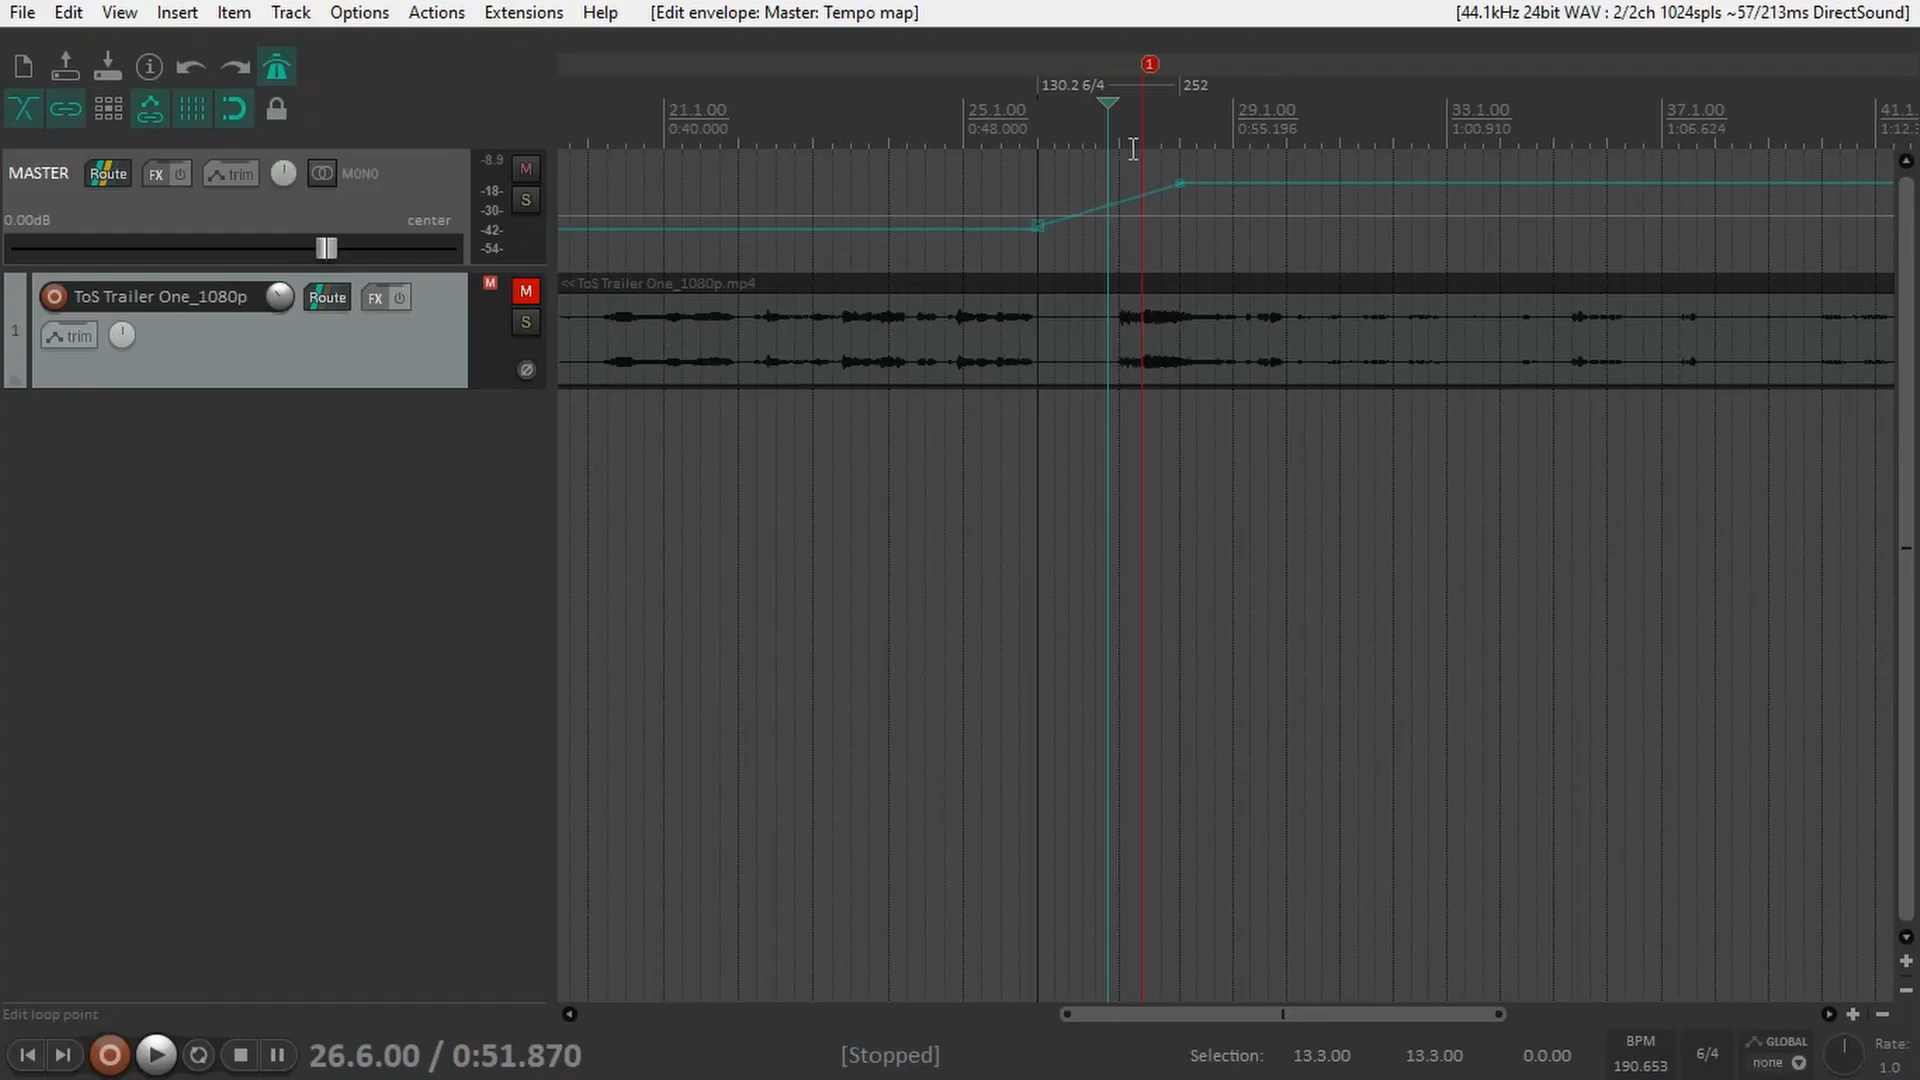 File Edit View Insert Item Track Options Actions Extensions Help [Edit envelope: Master: Tempo map] [44.1kHz 24bit WAV : 2/2ch 1024spls ~57/213ms DirectSound]
1
130.2 6/4 252
21.1.00 25.1.00 29.1.00 33.1.00 37.1.00 41.1.
0:40.000 0:48.000 0:55.196 1:00.910 1:06.624 1:12.
MASTER Route FX trim MONO
-8.9 M
-18- S
-30-
-42-
-54-
0.00dB center
1 ToS Trailer One_1080p Route FX M M
trim S
<<ToS Trailer One_1080p.mp4
Edit loop point
26.6.00 / 0:51.870 [Stopped] Selection: 13.3.00 13.3.00 0.0.00
BPM
190.653
6/4
GLOBAL
none
Rate:
1.0